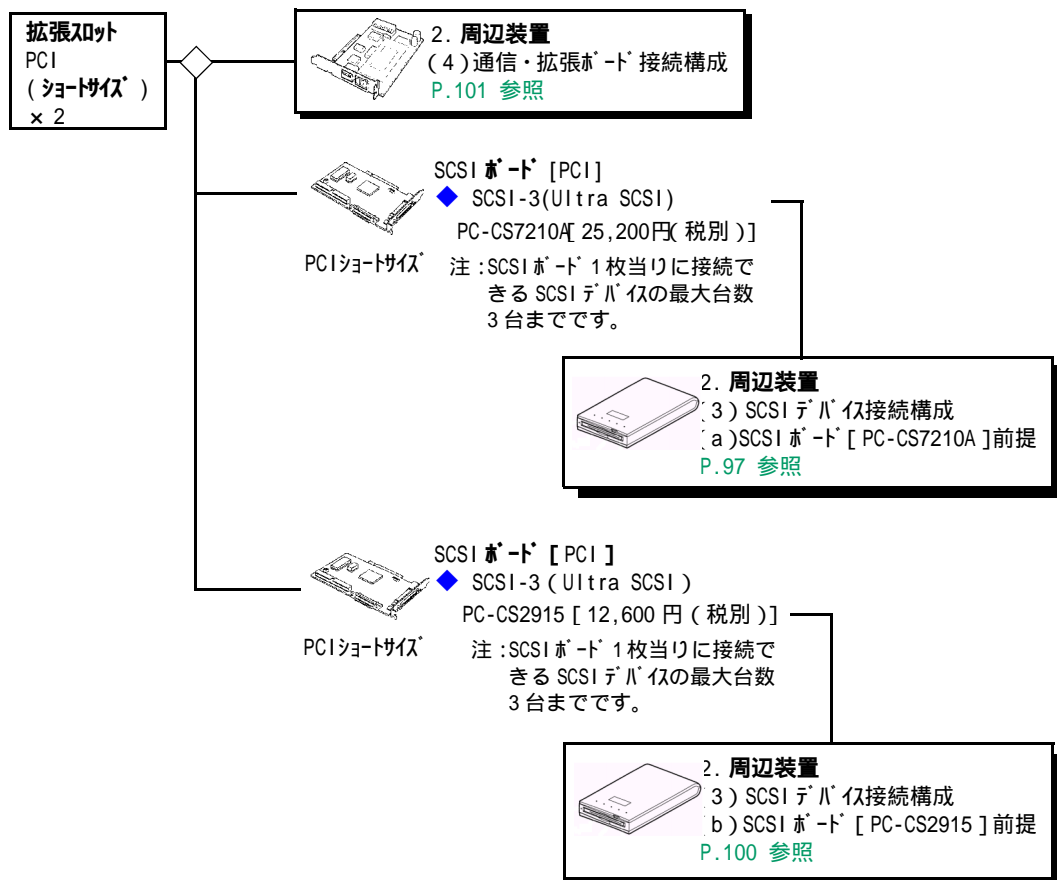 拡張ｽﾛｯﾄ
PCI
(ｼｮｰﾄｻｲｽﾞ)
×2
2. 周辺装置
(4)通信・拡張ﾎﾞｰﾄﾞ接続構成
P.101 参照
SCSI ﾎﾞｰﾄﾞ [PCI]
◆ SCSI-3(Ultra SCSI)
PC-CS7210A[25,200円(税別)]
PCIｼｮｰﾄｻｲｽﾞ
注:SCSIﾎﾞｰﾄﾞ1枚当りに接続で
きるSCSIﾃﾞﾊﾞｲｽの最大台数
3台までです。
2. 周辺装置
(3)SCSIﾃﾞﾊﾞｲｽ接続構成
(a)SCSIﾎﾞｰﾄﾞ[PC-CS7210A]前提
P.97 参照
SCSI ﾎﾞｰﾄﾞ [PCI]
◆ SCSI-3(Ultra SCSI)
PC-CS2915[12,600円(税別)]
PCIｼｮｰﾄｻｲｽﾞ
注:SCSIﾎﾞｰﾄﾞ1枚当りに接続で
きるSCSIﾃﾞﾊﾞｲｽの最大台数
3台までです。
2. 周辺装置
3)SCSIﾃﾞﾊﾞｲｽ接続構成
b)SCSIﾎﾞｰﾄﾞ[PC-CS2915]前提
P.100 参照